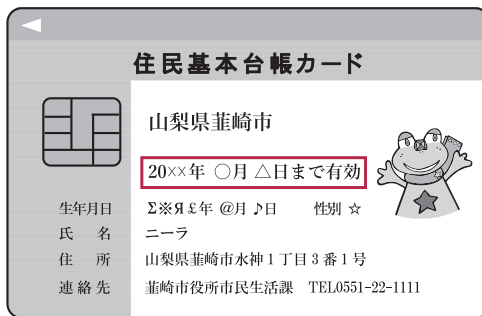 住民基本台帳カード
山梨県韮崎市
20××年 ○月 △日まで有効
生年月日 Σ※Я£年 @月 ♪日 性別 ☆
氏 名 ニーラ
住 所 山梨県韮崎市水神1丁目3番1号
連絡先 韮崎市役所市民生活課 TEL0551-22-1111